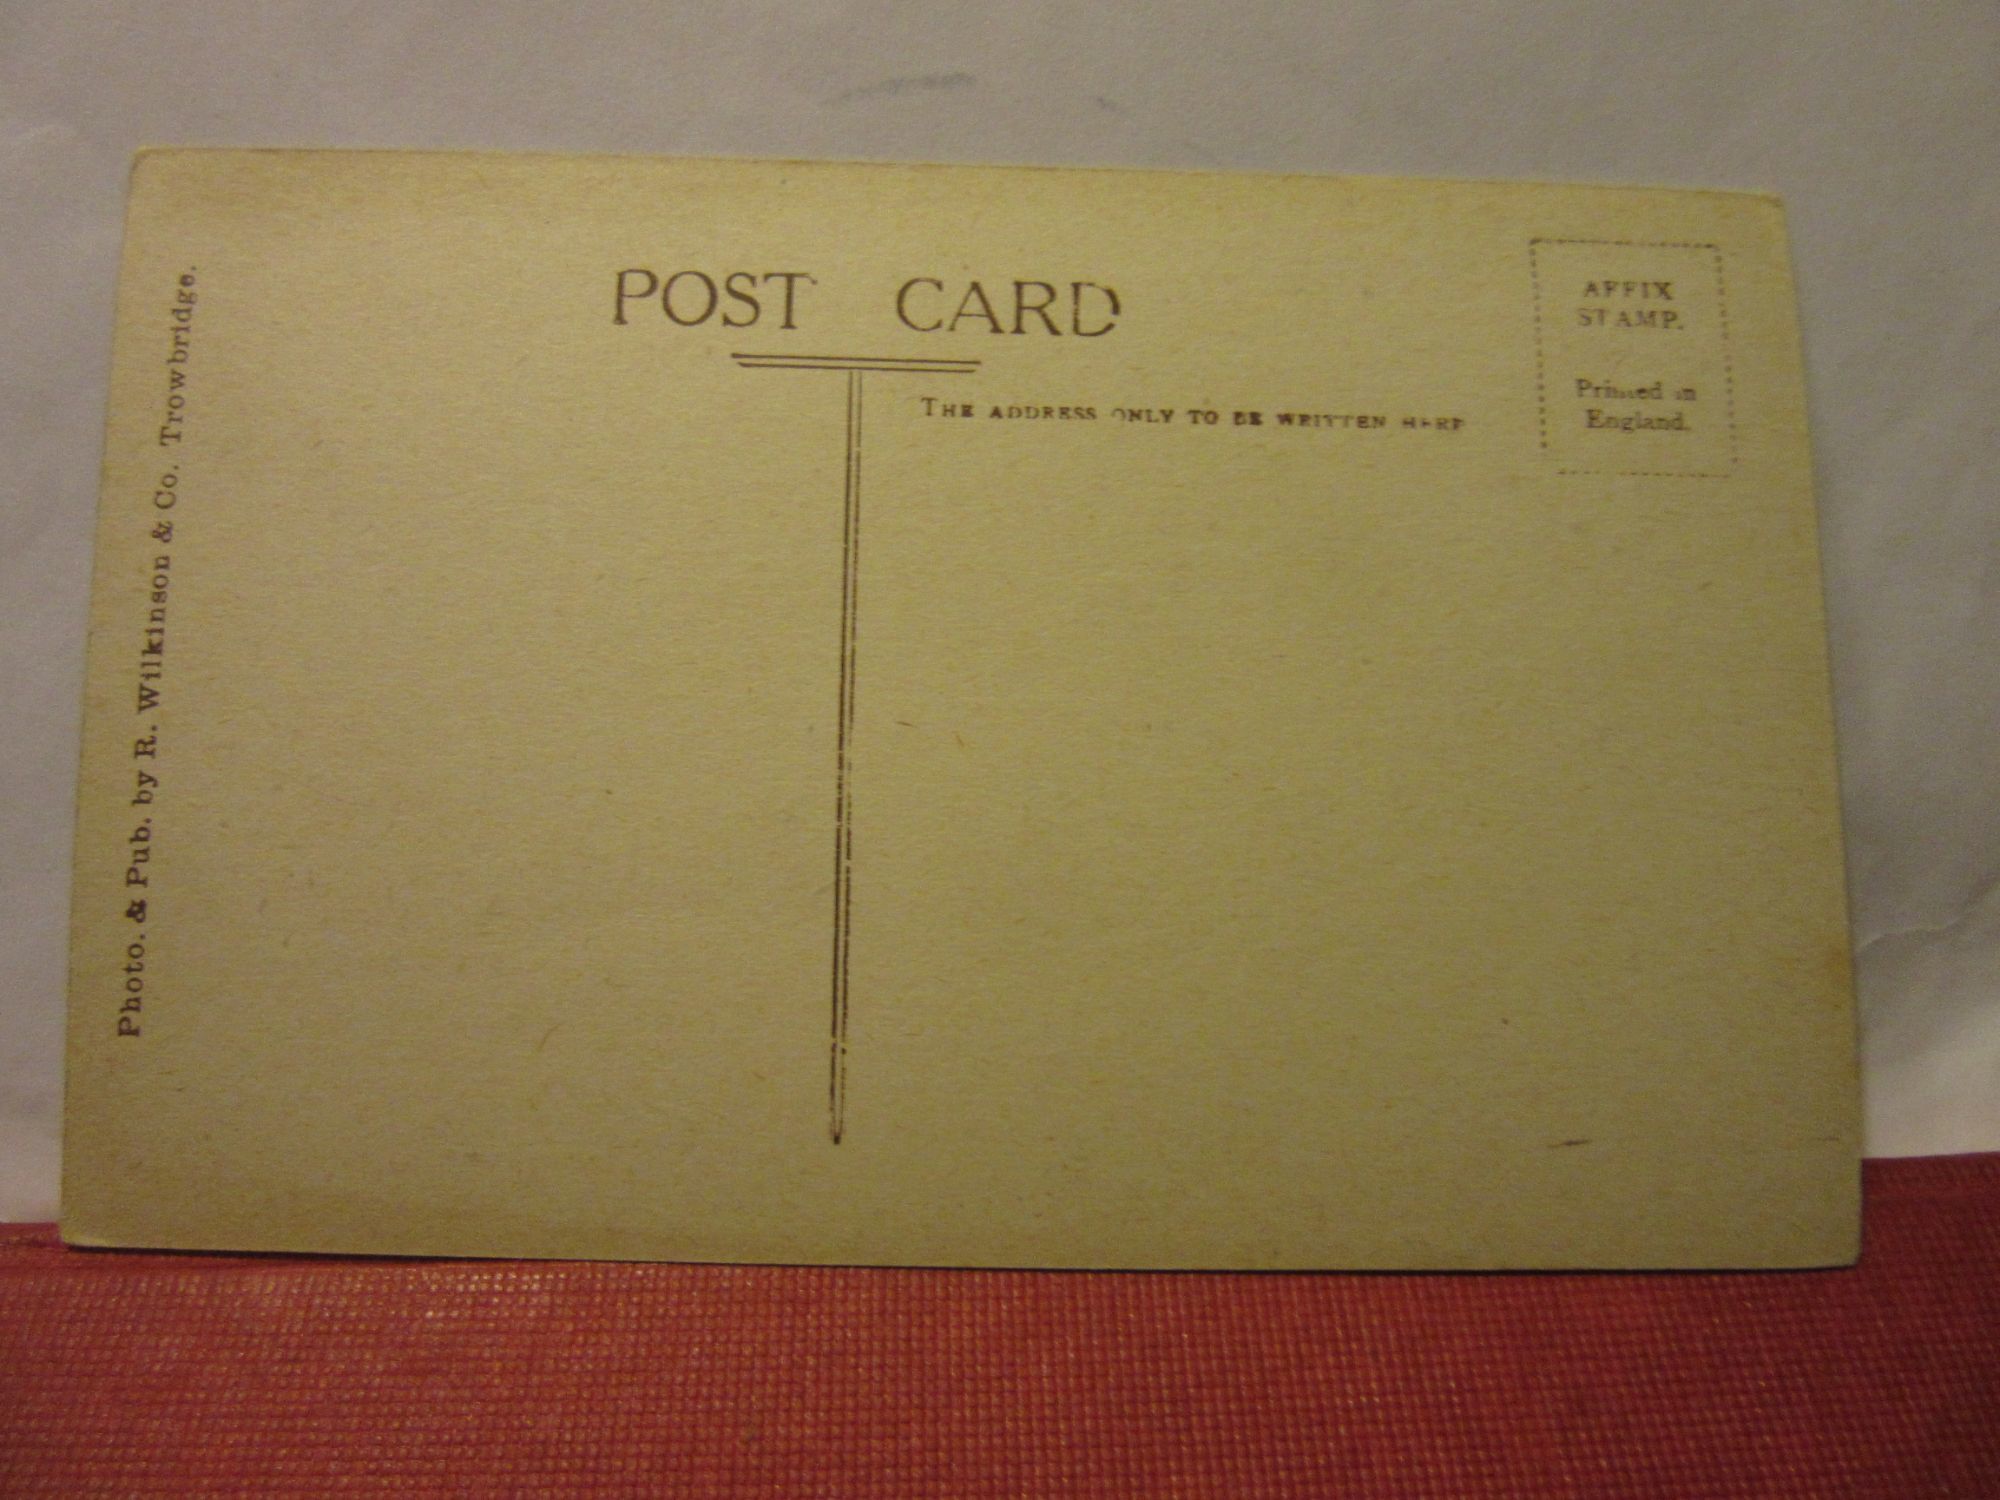 POST CARD
AFFIX
STAMP.
Printed in
England.
THE ADDRESS ONLY TO BE WRITTEN HERE
Photo. & Pub. by R. Wilkinson & Co. Trowbridge.